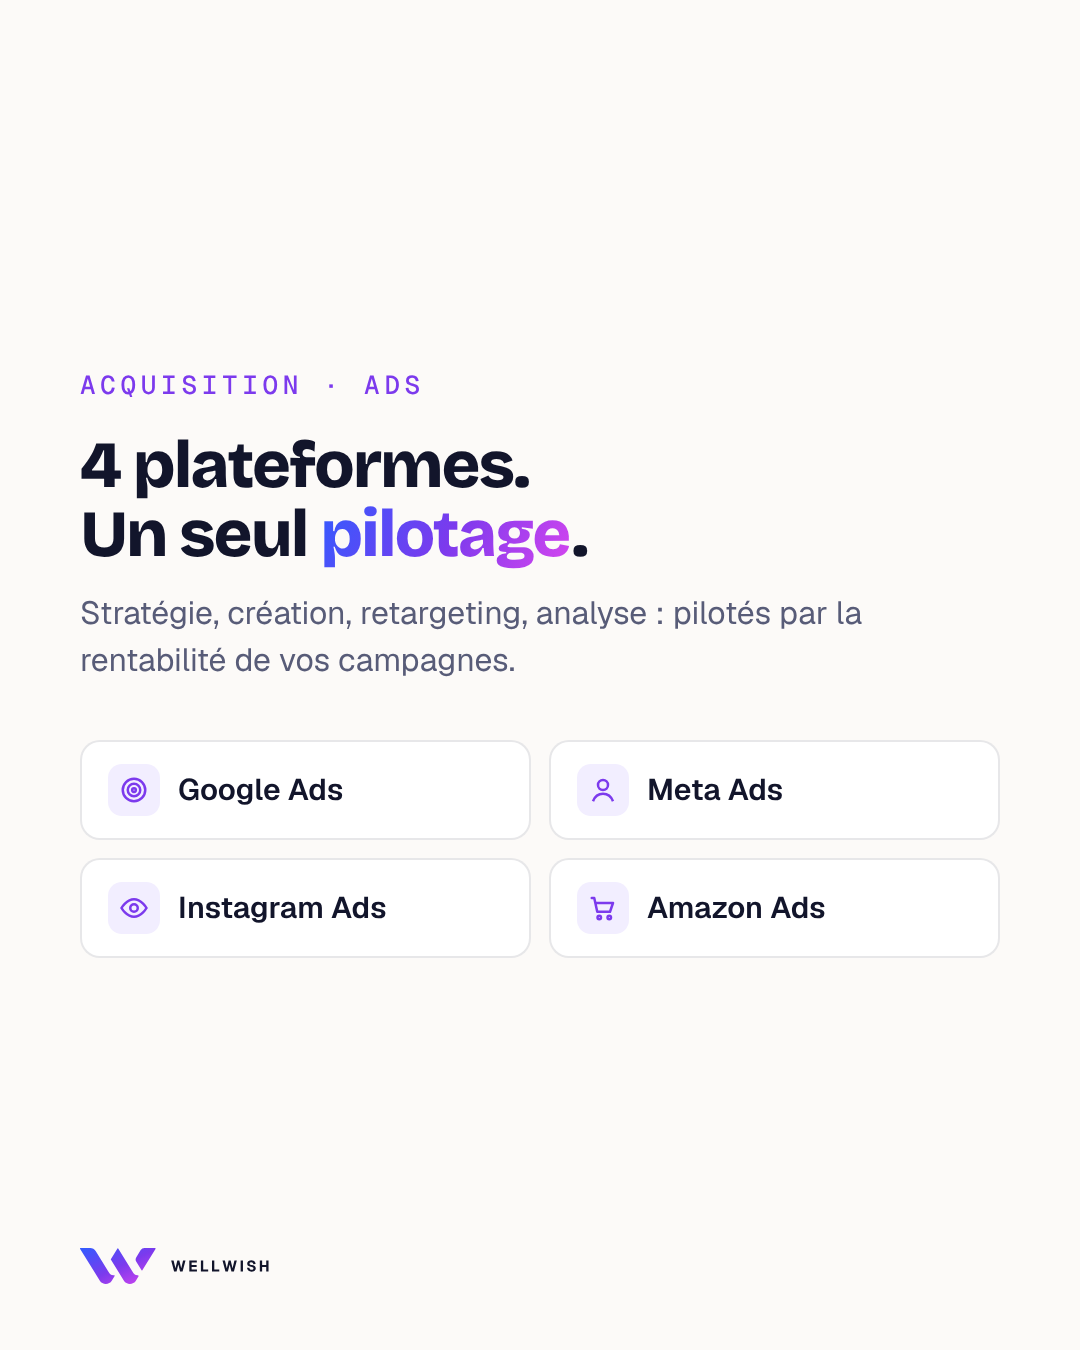 ACQUISITION · ADS
4 plateformes.
Un seul pilotage.
Stratégie, création, retargeting, analyse : pilotés par la
rentabilité de vos campagnes.
Google Ads
Meta Ads
Instagram Ads
Amazon Ads
WELLWISH